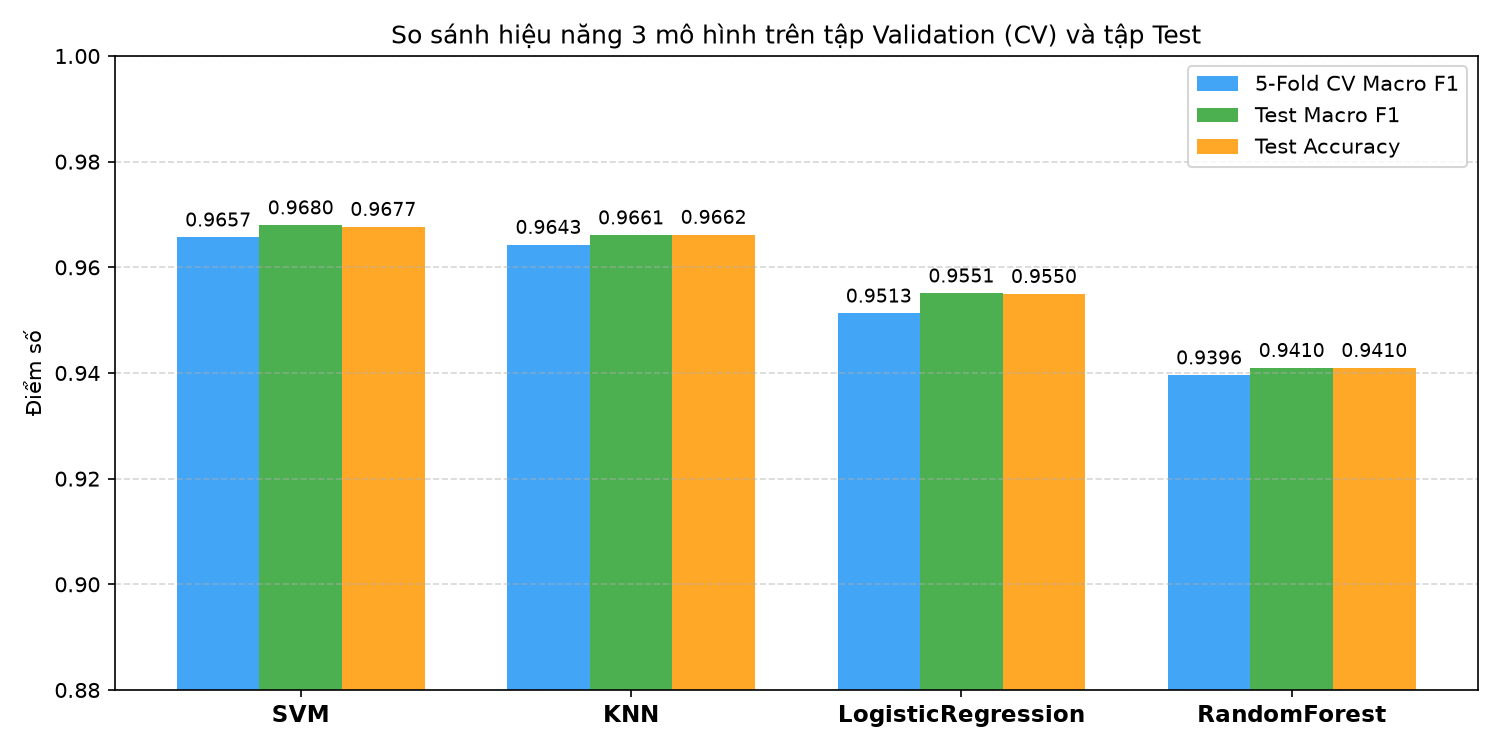 So sánh hiệu năng 3 mô hình trên tập Validation (CV) và tập Test
1.00
0.98
0.96
0.94
0.92
0.90
0.88
Điểm số
5-Fold CV Macro F1
Test Macro F1
Test Accuracy
0.9657 0.9680 0.9677
0.9643 0.9661 0.9662
0.9513 0.9551 0.9550
0.9396 0.9410 0.9410
SVM KNN LogisticRegression RandomForest